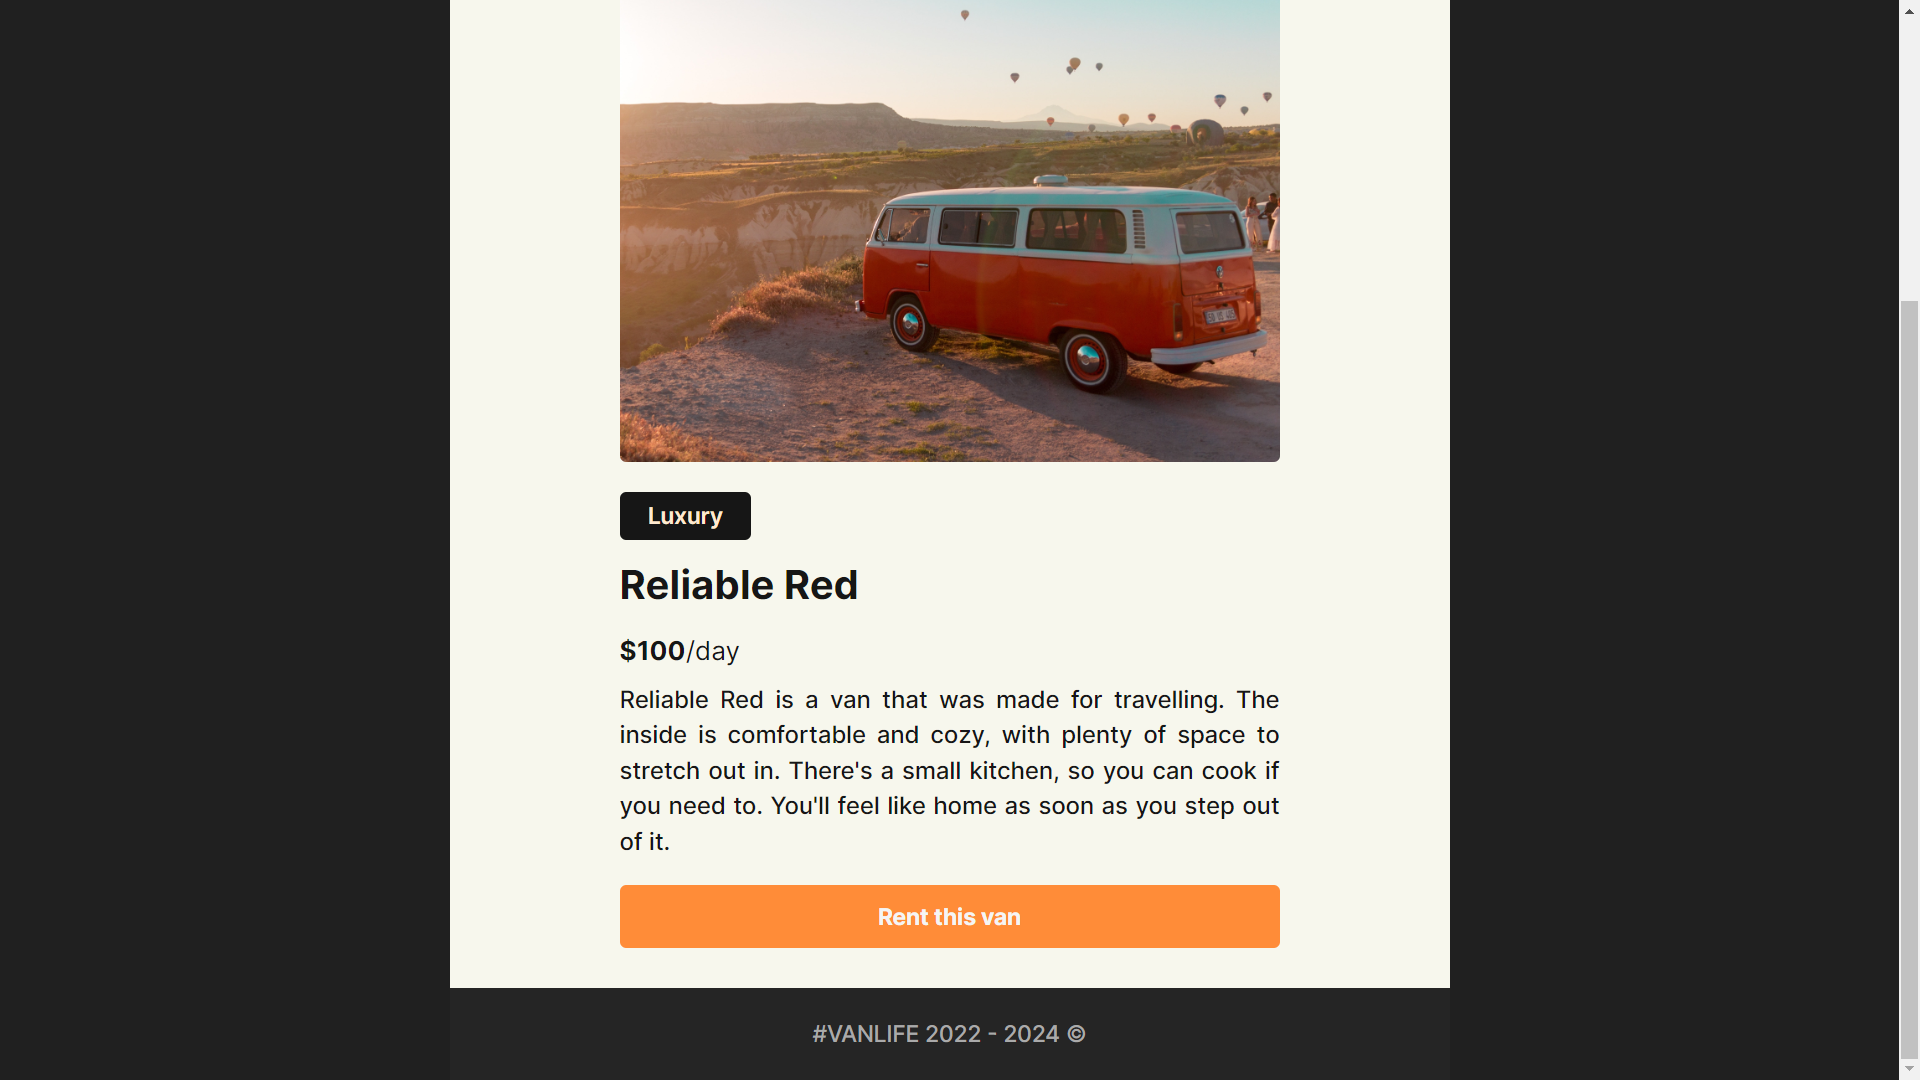 Luxury
Reliable Red
$100/day
Reliable Red is a van that was made for travelling. The
inside is comfortable and cozy, with plenty of space to
stretch out in. There's a small kitchen, so you can cook if
you need to. You'll feel like home as soon as you step out
of it.
Rent this van
#VANLIFE 2022 - 2024 ©